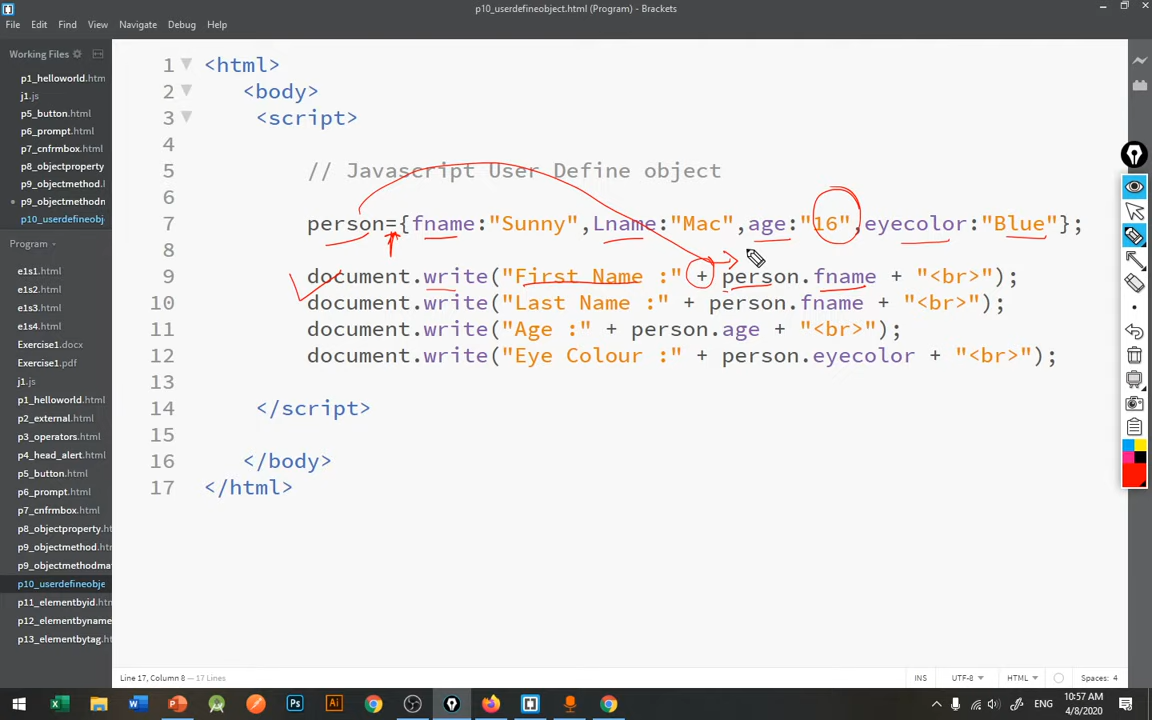 p10_userdefineobject.html (Program) - Brackets
File Edit Find View Navigate Debug Help
Working Files
p1_helloworld.htm
j1.js
p5_button.html
p6_prompt.html
p7_cnfrmbox.html
p8_objectproperty
p9_objectmethod.l
p9_objectmethodn
p10_userdefineobj
Program
e1s1.html
e1s2.html
e1s3.html
e1s4.html
Exercise1.docx
Exercise1.pdf
j1.js
p1_helloworld.htm
p2_external.html
p3_operators.html
p4_head_alert.html
p5_button.html
p6_prompt.html
p7_cnfrmbox.html
p8_objectproperty.
p9_objectmethod.h
p9_objectmethodma
p10_userdefineobje
p11_elementbyid.h
p12_elementbyname
p13_elementbytag.h
1 <html>
2 <body>
3 <script>
4
5 // Javascript User Define object
6
7 person={fname:"Sunny",Lname:"Mac",age:"16",eyecolor:"Blue"};
8
9 document.write("First Name :" + person.fname + "<br>");
10 document.write("Last Name :" + person.fname + "<br>");
11 document.write("Age :" + person.age + "<br>");
12 document.write("Eye Colour :" + person.eyecolor + "<br>");
13
14 </script>
15
16 </body>
17 </html>
Line 17, Column 8 — 17 Lines
INS UTF-8 HTML Spaces: 4
ENG
10:57 AM
4/8/2020